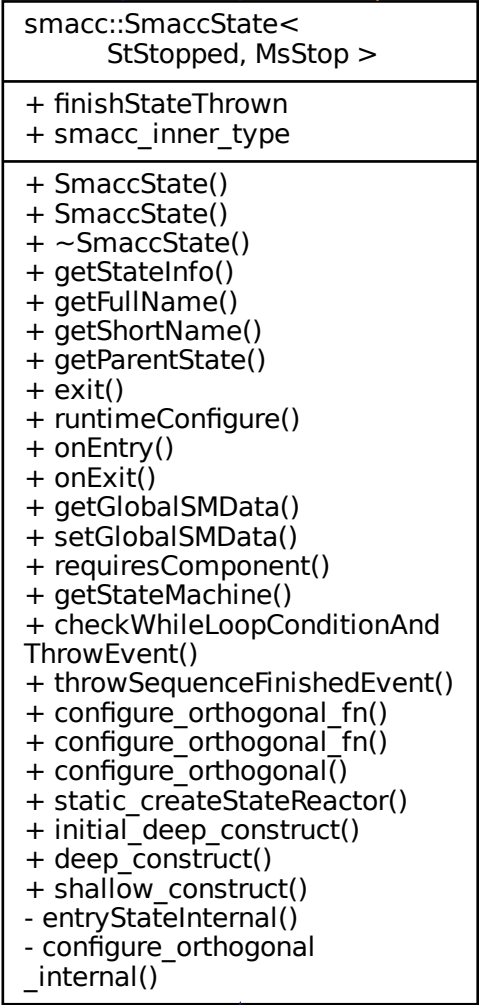 smacc::SmaccState<
StStopped, MsStop >
+ finishStateThrown
+ smacc_inner_type
+ SmaccState()
+ SmaccState()
+ ~SmaccState()
+ getStateInfo()
+ getFullName()
+ getShortName()
+ getParentState()
+ exit()
+ runtimeConfigure()
+ onEntry()
+ onExit()
+ getGlobalSMData()
+ setGlobalSMData()
+ requiresComponent()
+ getStateMachine()
+ checkWhileLoopConditionAnd
ThrowEvent()
+ throwSequenceFinishedEvent()
+ configure_orthogonal_fn()
+ configure_orthogonal_fn()
+ configure_orthogonal()
+ static_createStateReactor()
+ initial_deep_construct()
+ deep_construct()
+ shallow_construct()
- entryStateInternal()
- configure_orthogonal
_internal()